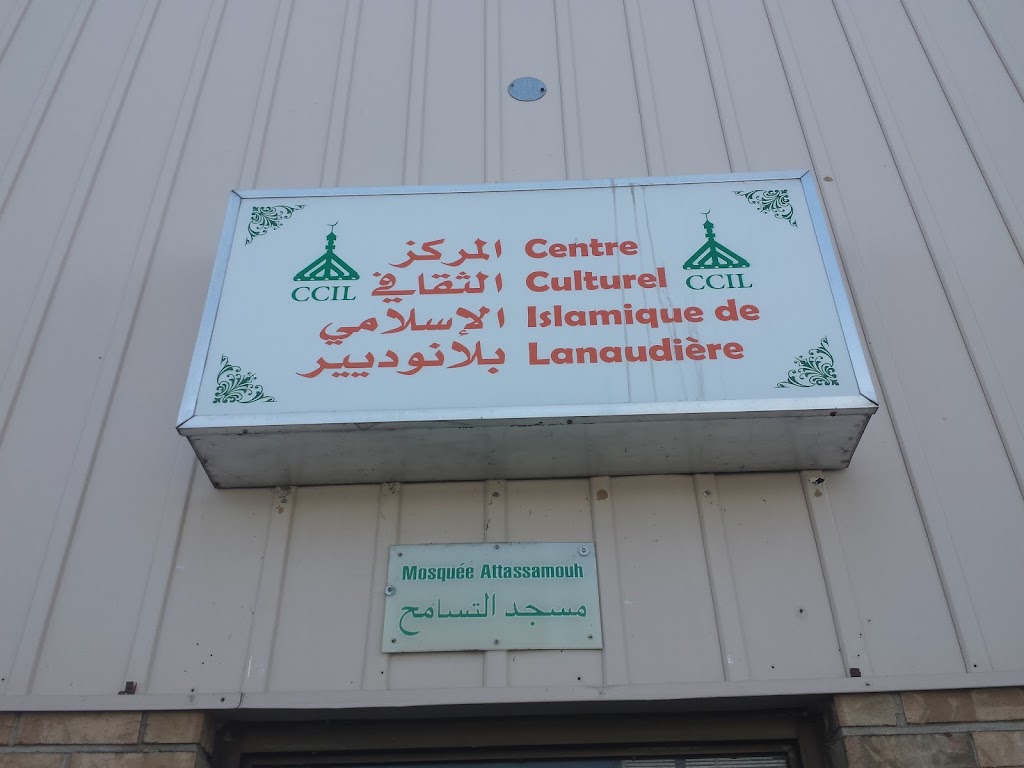 المركز Centre
الثقافي Culturel
الإسلامي Islamique de
بلانوديير Lanaudière
CCIL
CCIL
Mosquée Attassamouh
مسجد التسامح